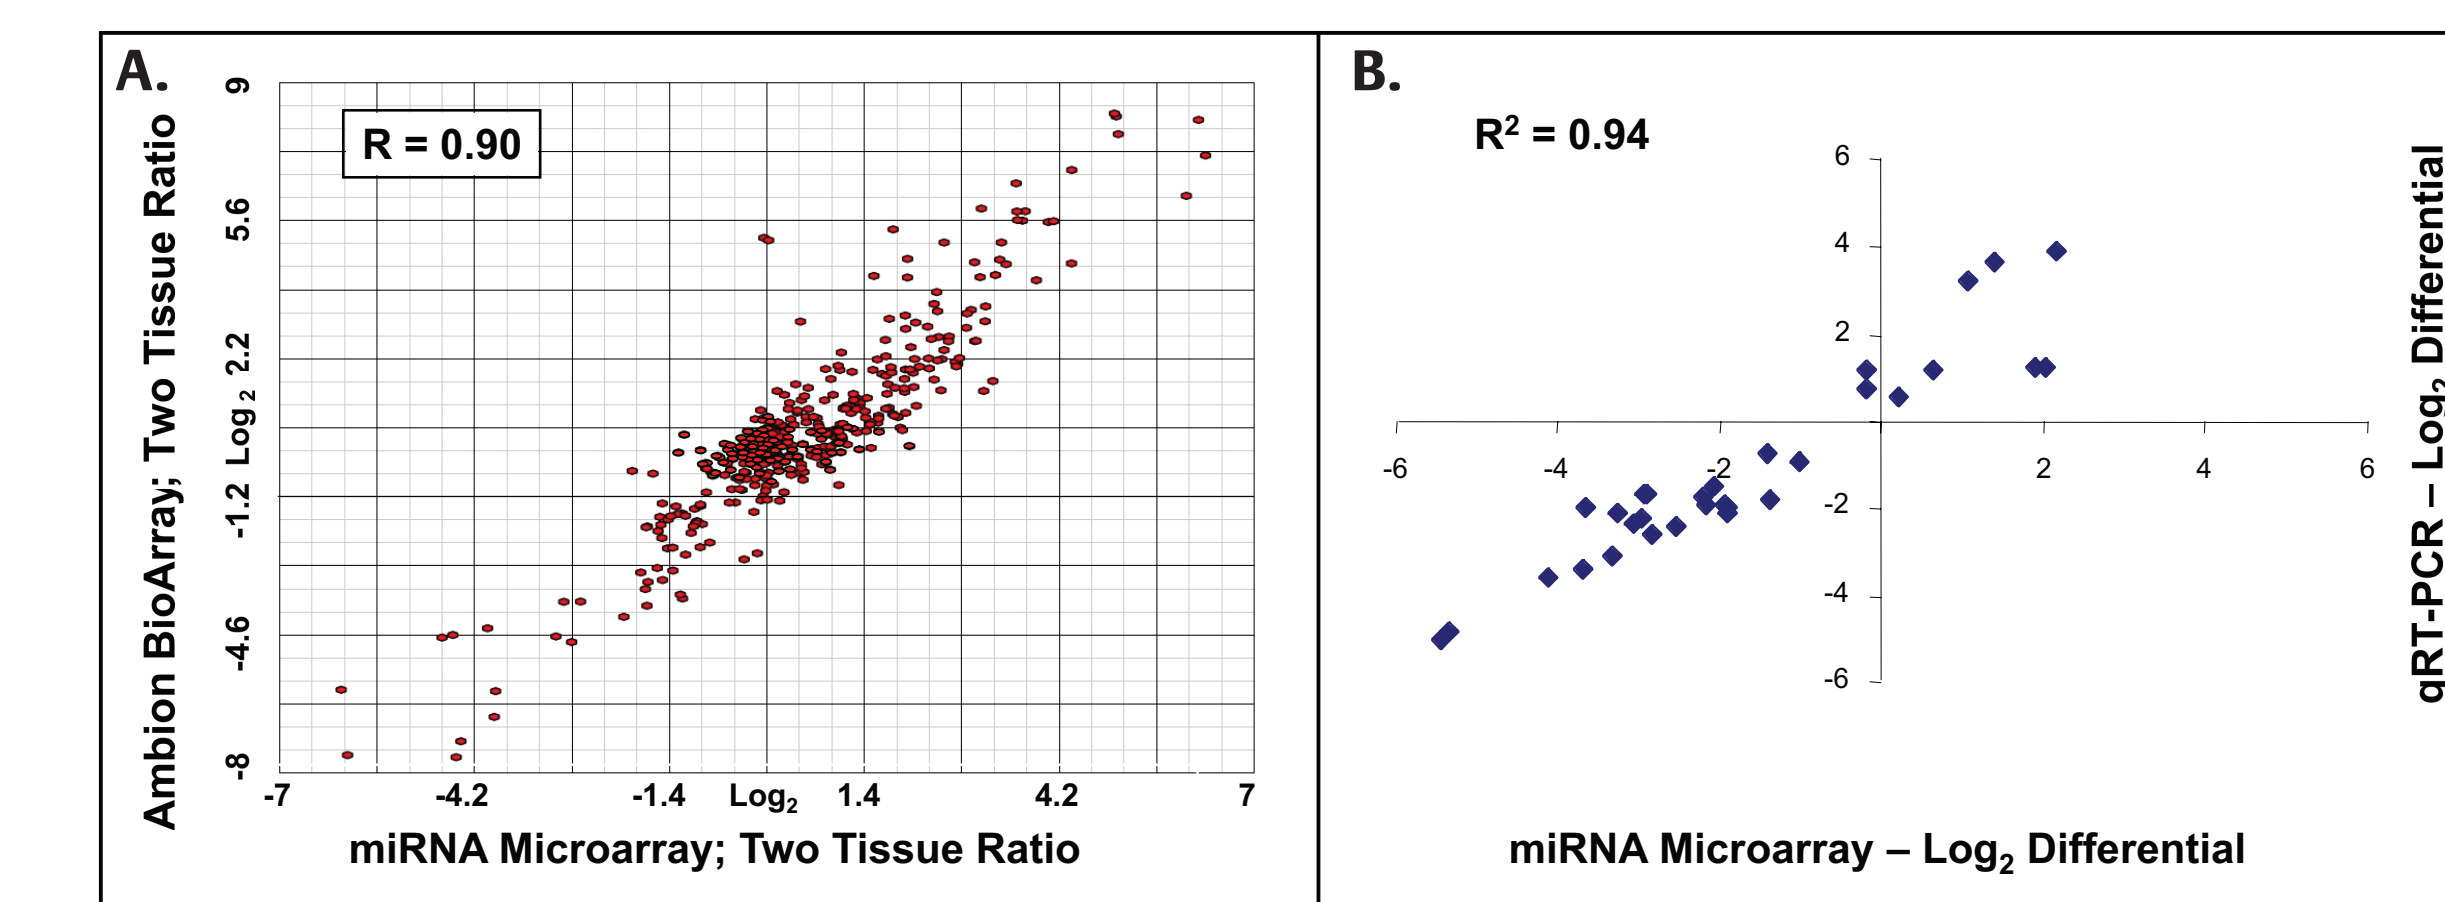 A.
Ambion BioArray; Two Tissue Ratio
Log2
9
5.6
2.2
-1.2
-4.6
-8
R = 0.90
-7
-4.2
-1.4
Log2
1.4
4.2
7
miRNA Microarray; Two Tissue Ratio
B.
R² = 0.94
6
4
2
-6
-4
-2
2
4
6
-2
-4
-6
miRNA Microarray – Log2 Differential
qRT-PCR – Log2 Differential